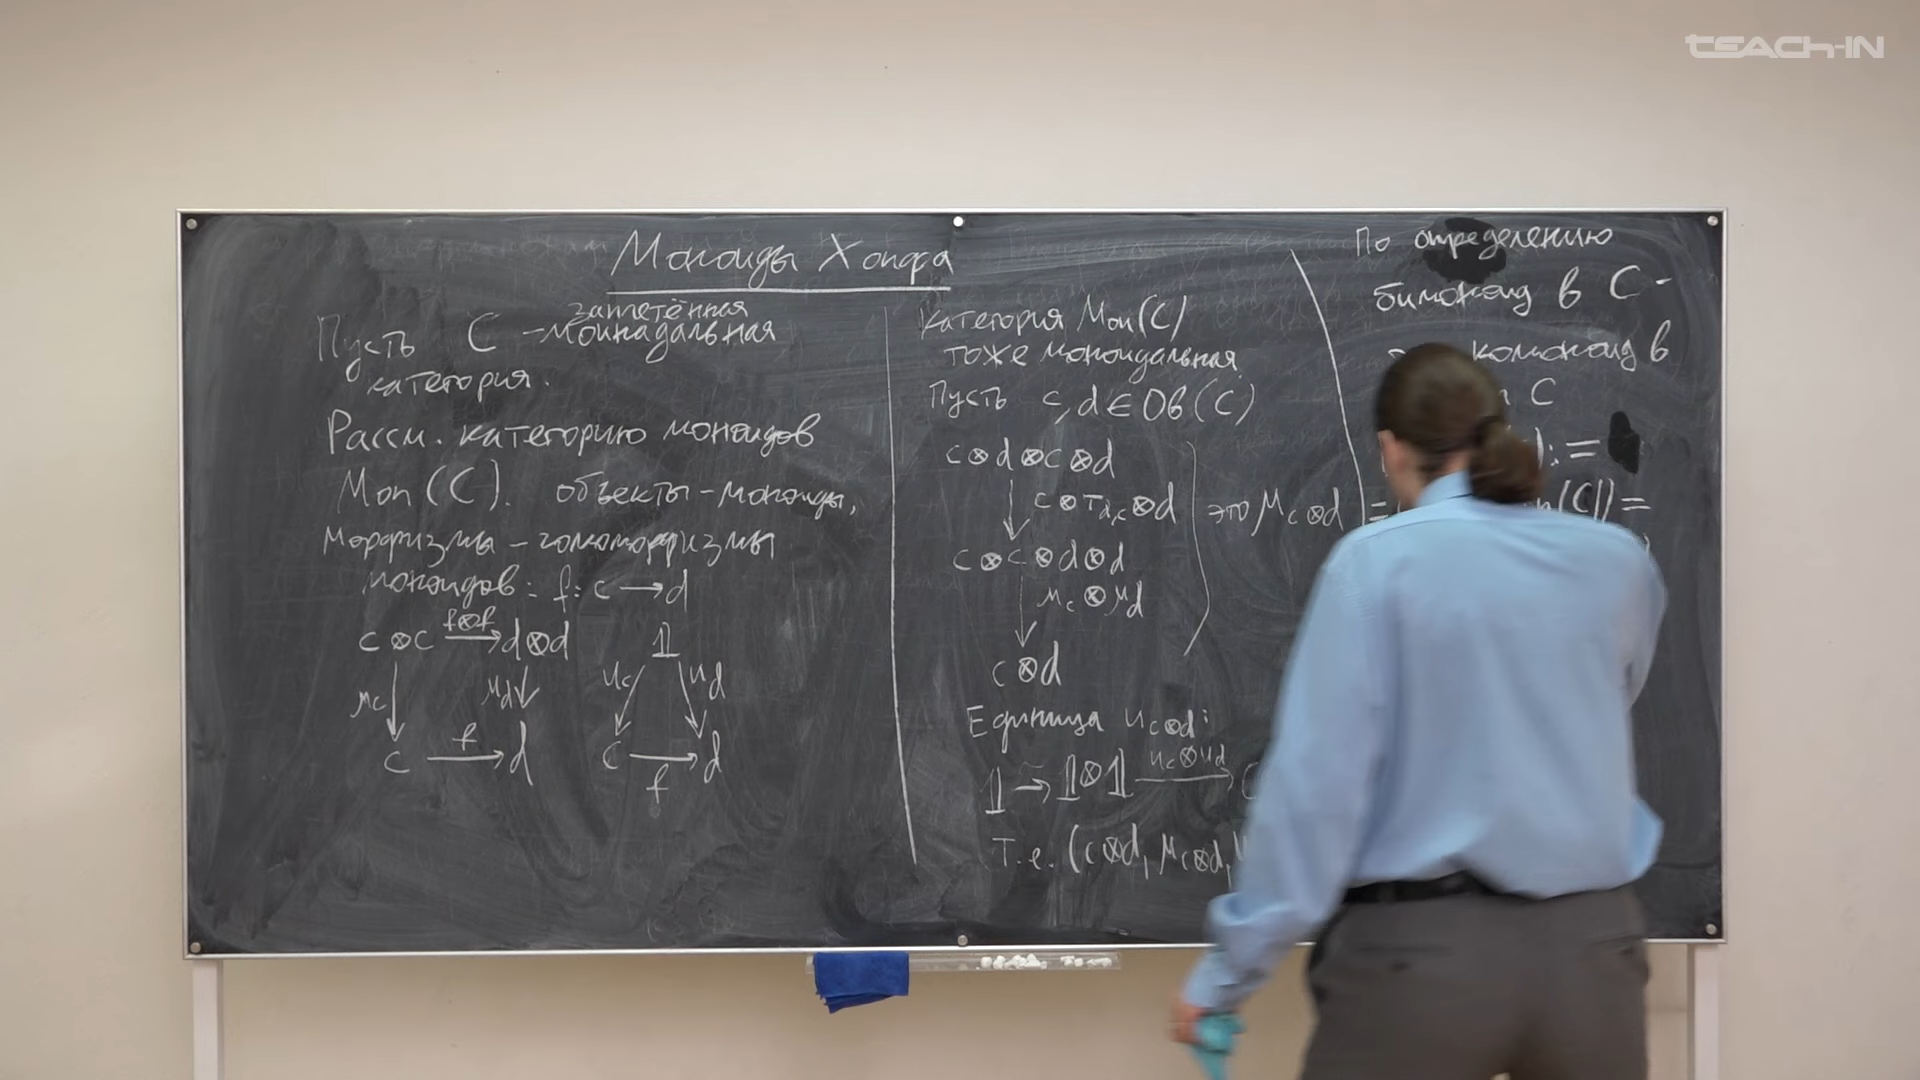 TEACH-IN
Моноиды Хопфа
заплетённая
Пусть C - моноидальная
категория.
Рассм. категорию моноидов
Mon(C). объекты - моноиды,
морфизмы - гомоморфизмы
моноидов: f: c → d
c⊗c f⊗f→ d⊗d 𝟙
μc μd uc ud
c f→ d c → d
f
Категория Mon(C)
тоже моноидальная
Пусть c, d ∈ Ob(C)
c⊗d⊗c⊗d
↓ c⊗τd,c⊗d это μc⊗d
c⊗c⊗d⊗d
↓ μc⊗μd
c⊗d
Единица uc⊗d:
𝟙 ~→ 𝟙⊗𝟙 uc⊗ud→
Т.е. (c⊗d, μc⊗d,
По определению
бимоноид в C -
комоноид в
C
:=
=
(C)) =